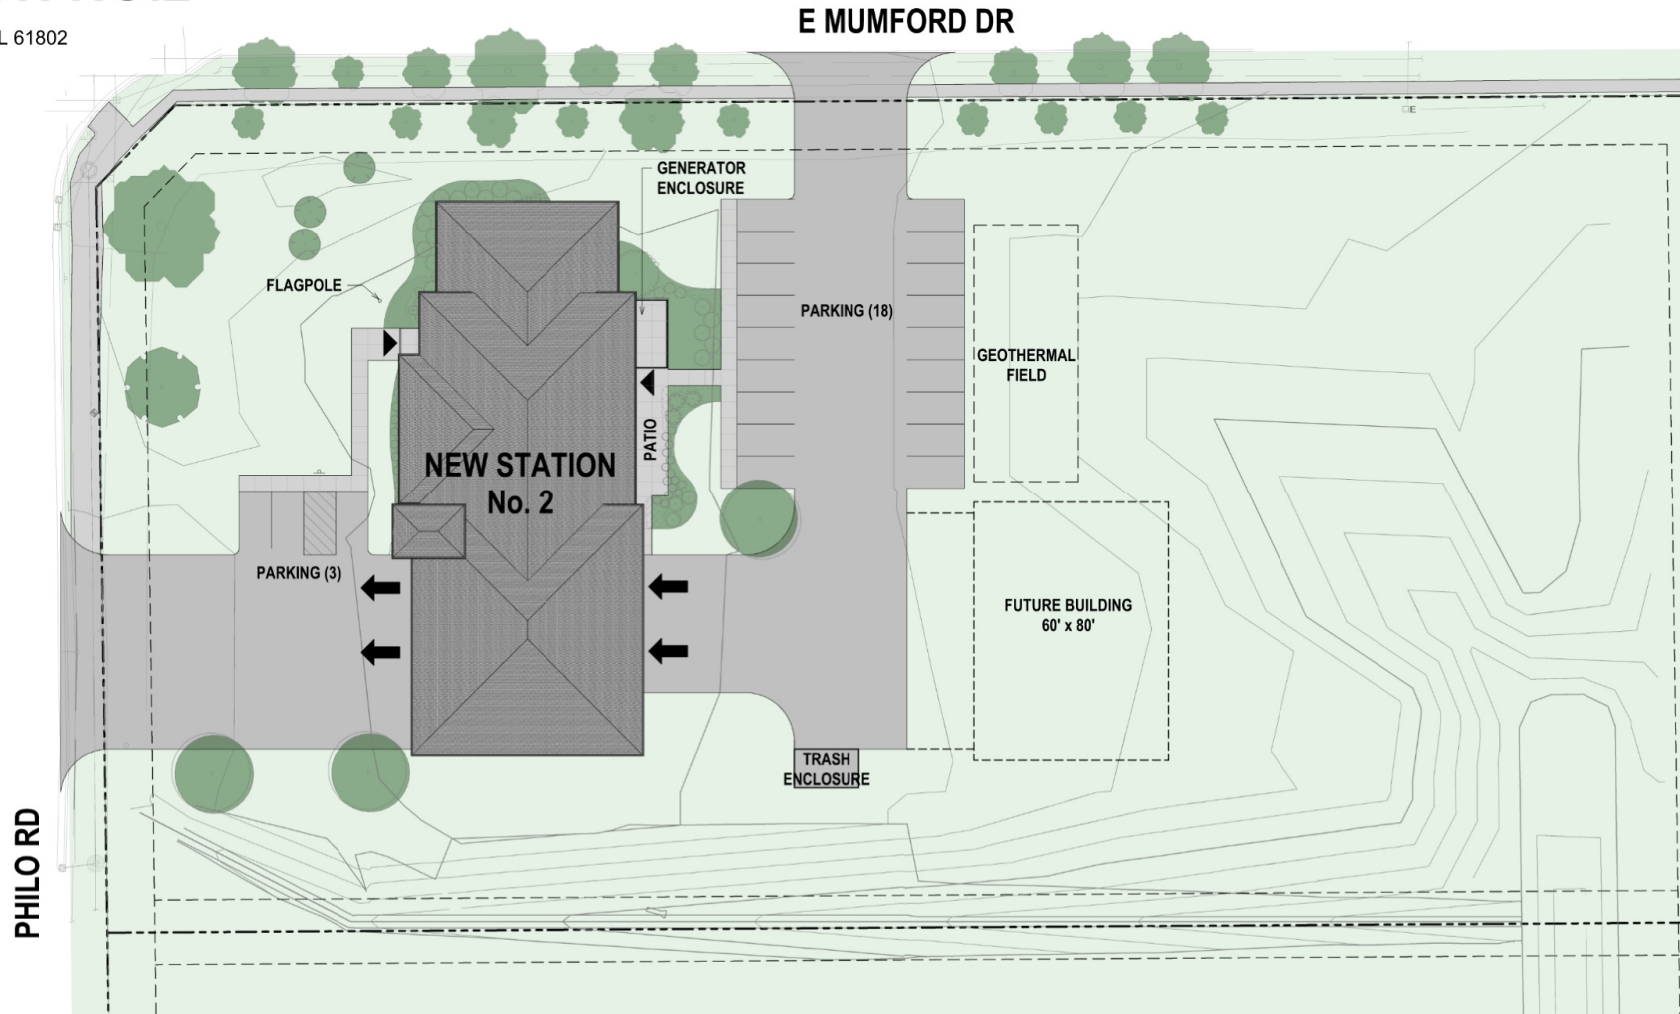 E MUMFORD DR
L 61802
GENERATOR
ENCLOSURE
FLAGPOLE
PARKING (18)
GEOTHERMAL
FIELD
PATIO
NEW STATION
No. 2
PARKING (3)
FUTURE BUILDING
60' x 80'
TRASH
ENCLOSURE
PHILO RD
E